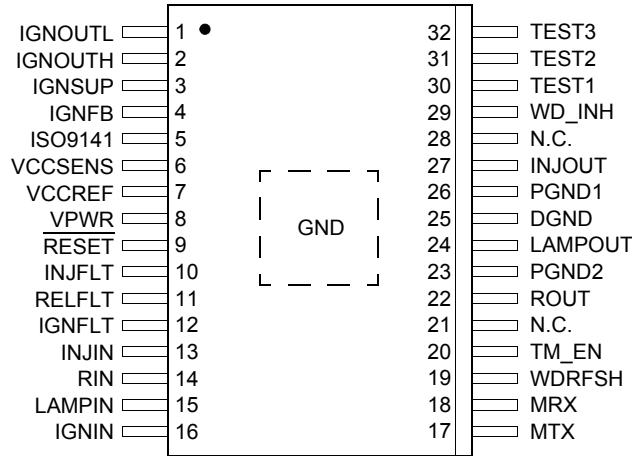 IGNOUTL 1 32 TEST3
IGNOUTH 2 31 TEST2
IGNSUP 3 30 TEST1
IGNFB 4 29 WD_INH
ISO9141 5 28 N.C.
VCCSENS 6 27 INJOUT
VCCREF 7 26 PGND1
VPWR 8 25 DGND
RESET 9 24 LAMPOUT
INJFLT 10 23 PGND2
RELFLT 11 22 ROUT
IGNFLT 12 21 N.C.
INJIN 13 20 TM_EN
RIN 14 19 WDRFSH
LAMPIN 15 18 MRX
IGNIN 16 17 MTX
GND